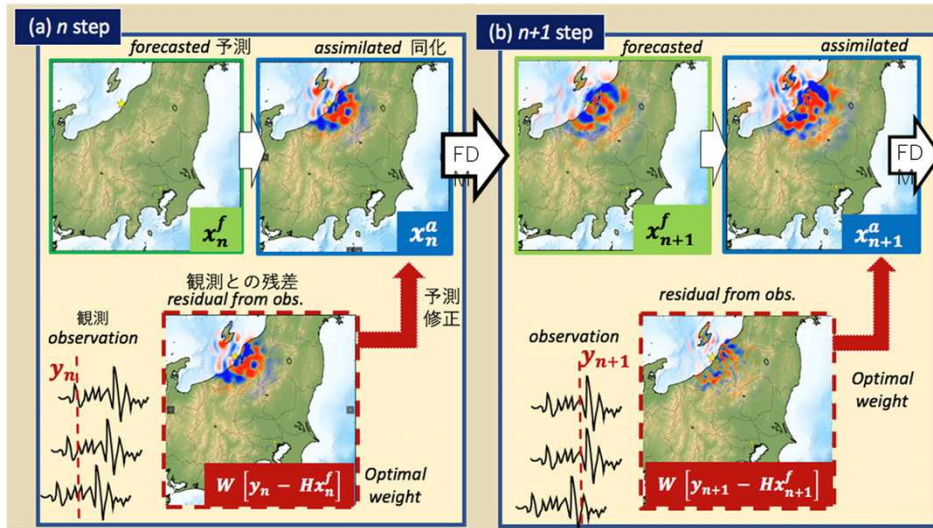 (a) n step
forecasted 予測
assimilated 同化
FD
M
x_n^f
x_n^a
観測との残差
residual from obs.
予測
修正
観測
observation
y_n
W [y_n − Hx_n^f]
Optimal
weight
(b) n+1 step
forecasted
assimilated
FD
M
x_{n+1}^f
x_{n+1}^a
residual from obs.
observation
y_{n+1}
Optimal
weight
W [y_{n+1} − Hx_{n+1}^f]